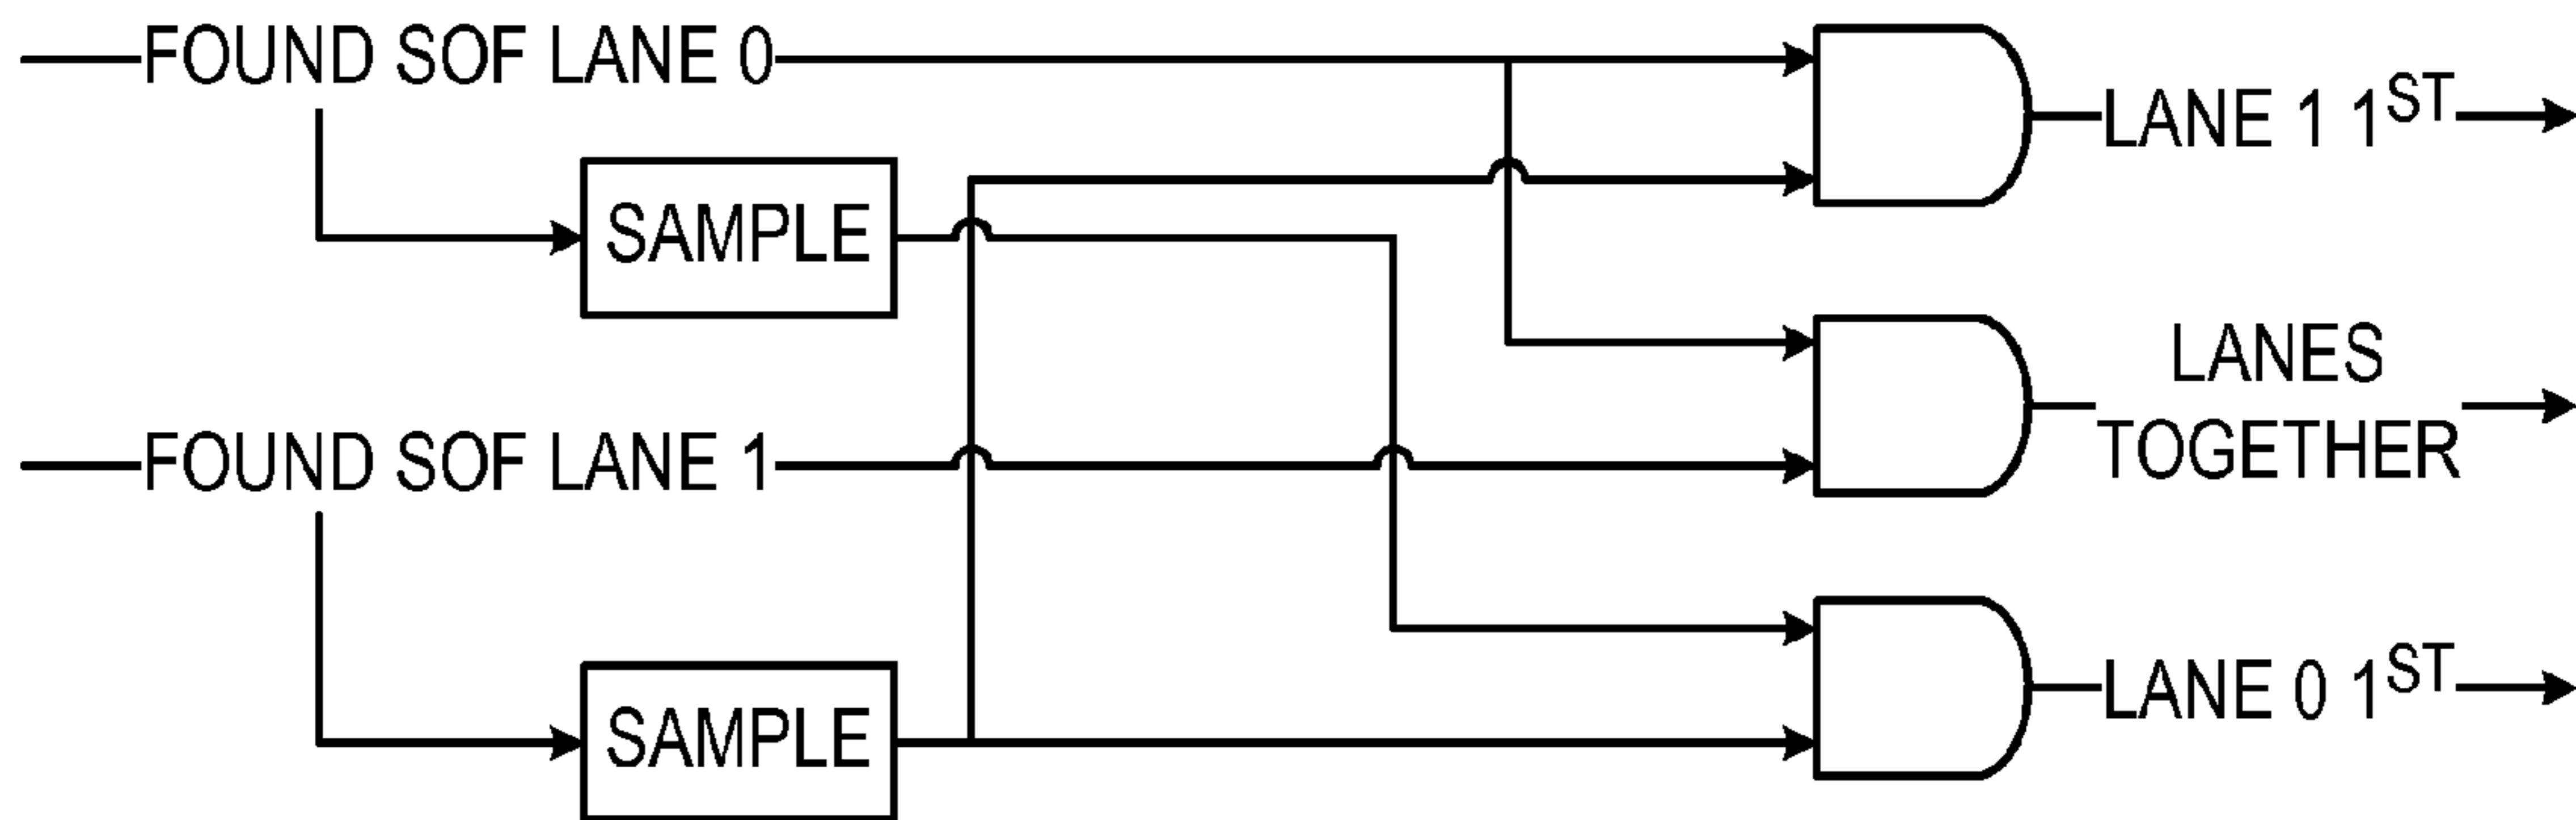 FOUND SOF LANE 0
LANE 1 1ST
SAMPLE
LANES
TOGETHER
FOUND SOF LANE 1
LANE 0 1ST
SAMPLE